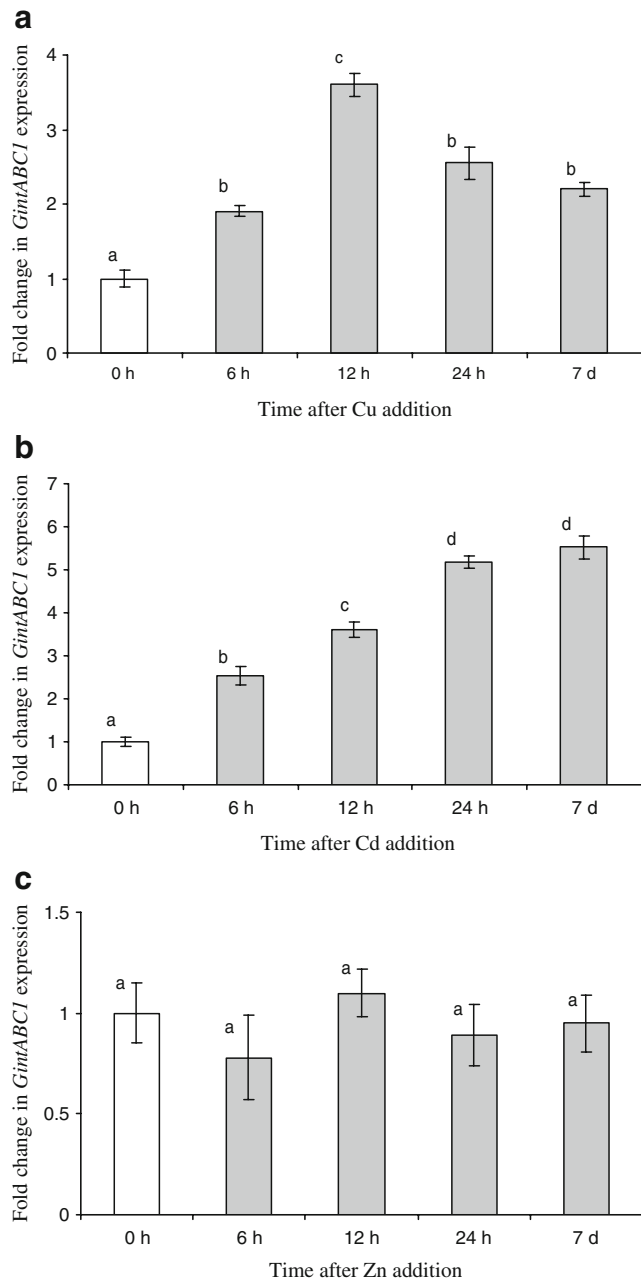 a
Fold change in GintABC1 expression
4
3
2
1
0
a
b
c
b
b
0 h 6 h 12 h 24 h 7 d
Time after Cu addition
b
Fold change in GintABC1 expression
7
6
5
4
3
2
1
0
a
b
c
d
d
0 h 6 h 12 h 24 h 7 d
Time after Cd addition
c
Fold change in GintABC1 expression
1.5
1
0.5
0
a
a
a
a
a
0 h 6 h 12 h 24 h 7 d
Time after Zn addition